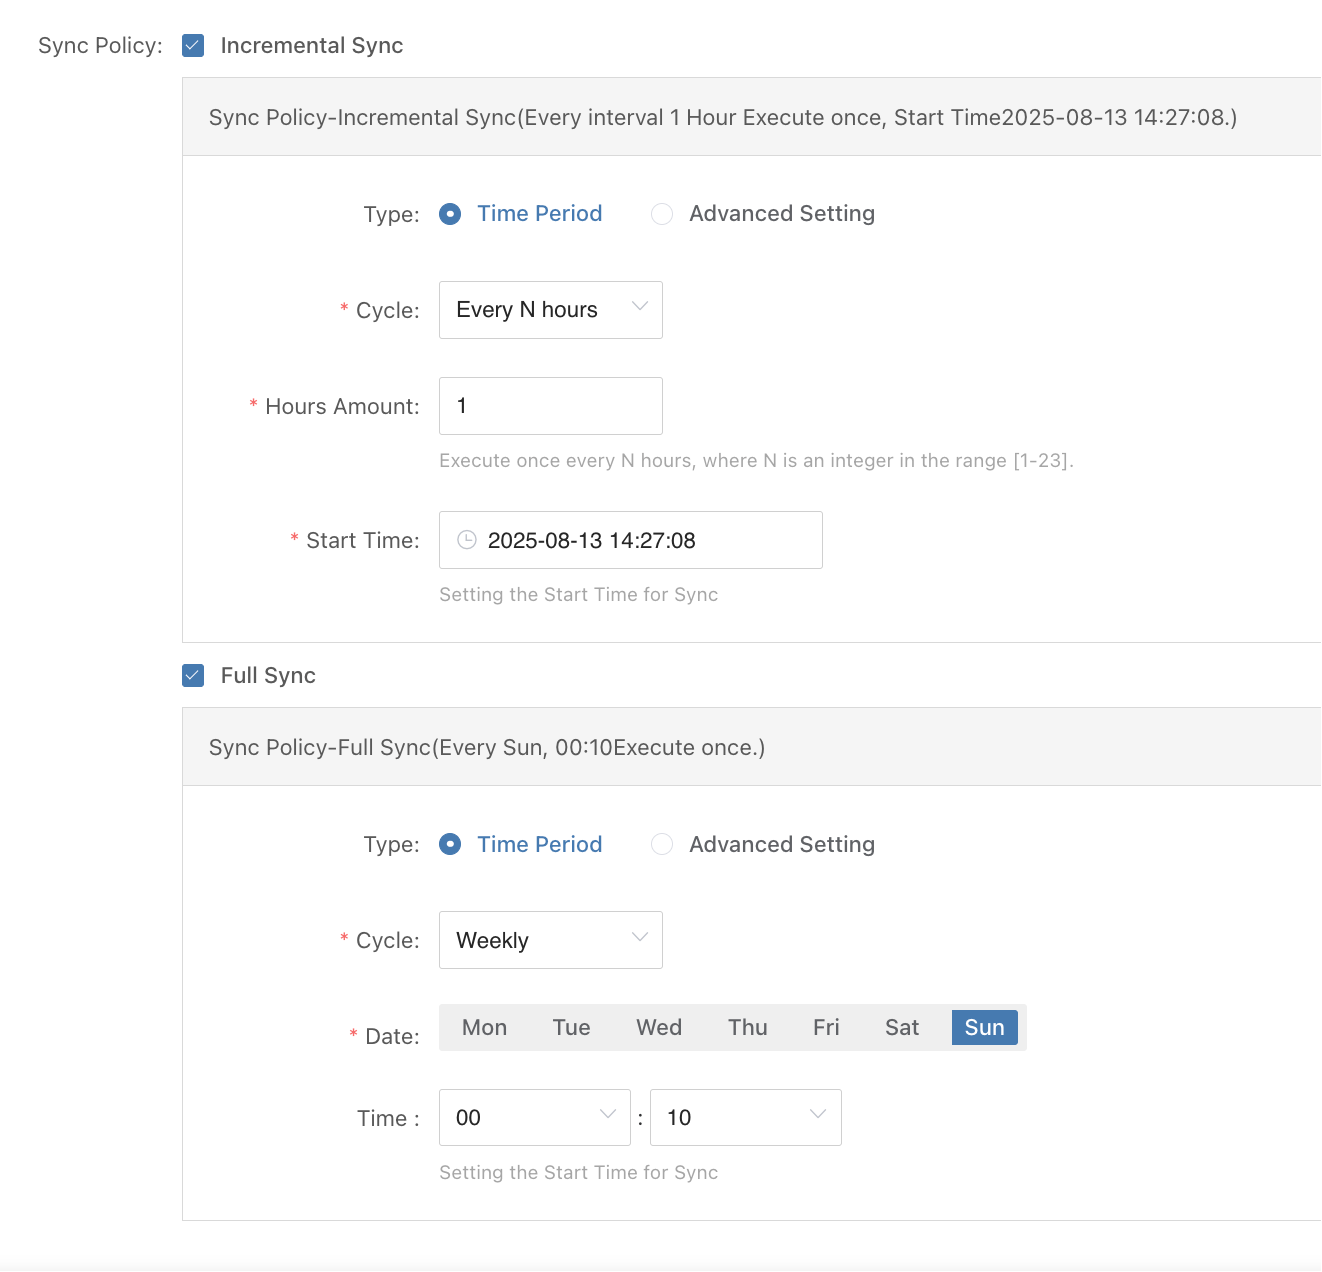 Sync Policy: Incremental Sync
Sync Policy-Incremental Sync(Every interval 1 Hour Execute once, Start Time2025-08-13 14:27:08.)
Type: Time Period Advanced Setting
* Cycle: Every N hours
* Hours Amount: 1
Execute once every N hours, where N is an integer in the range [1-23].
* Start Time: 2025-08-13 14:27:08
Setting the Start Time for Sync
Full Sync
Sync Policy-Full Sync(Every Sun, 00:10Execute once.)
Type: Time Period Advanced Setting
* Cycle: Weekly
* Date: Mon Tue Wed Thu Fri Sat Sun
Time : 00 : 10
Setting the Start Time for Sync